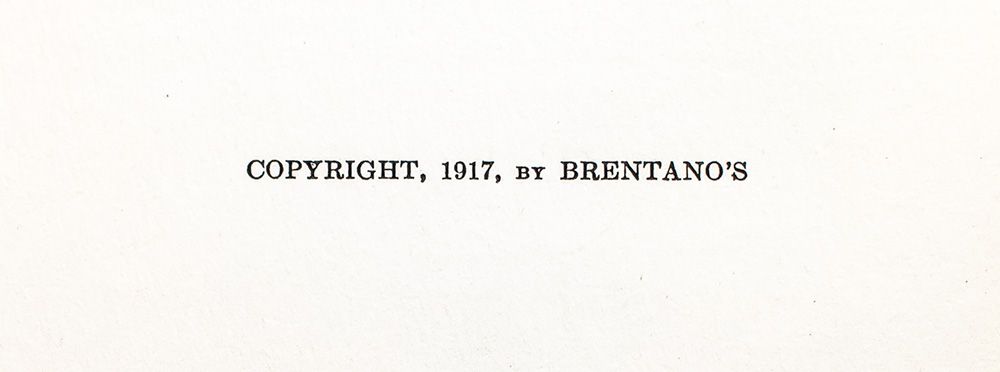 COPYRIGHT, 1917, BY BRENTANO'S